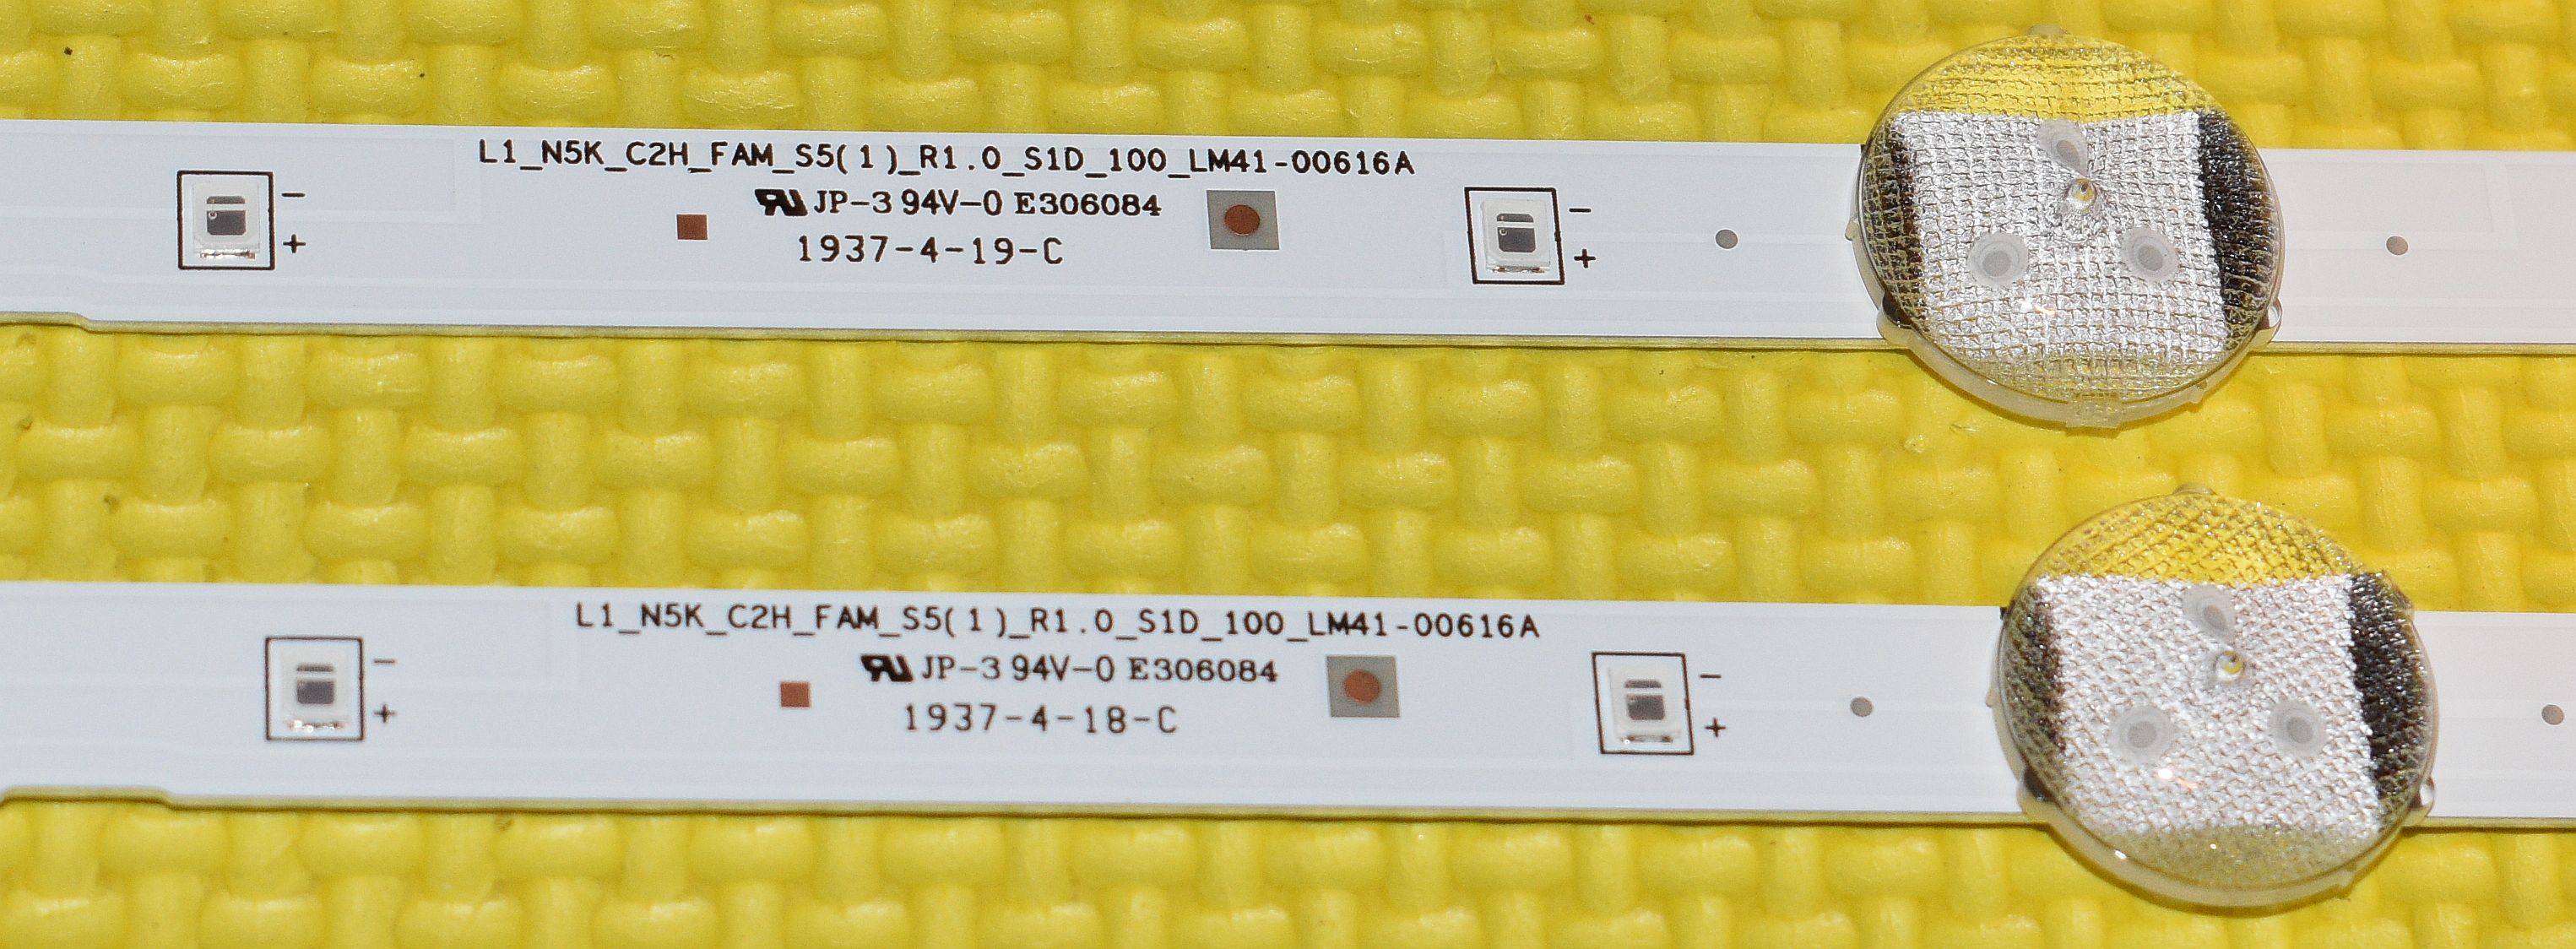 L1_N5K_C2H_FAM_S5(1)_R1.0_S1D_100_LM41-00616A
- JP-3 94V-0 E306084 -
+ 1937-4-19-C +
L1_N5K_C2H_FAM_S5(1)_R1.0_S1D_100_LM41-00616A
- JP-3 94V-0 E306084 -
+ 1937-4-18-C +